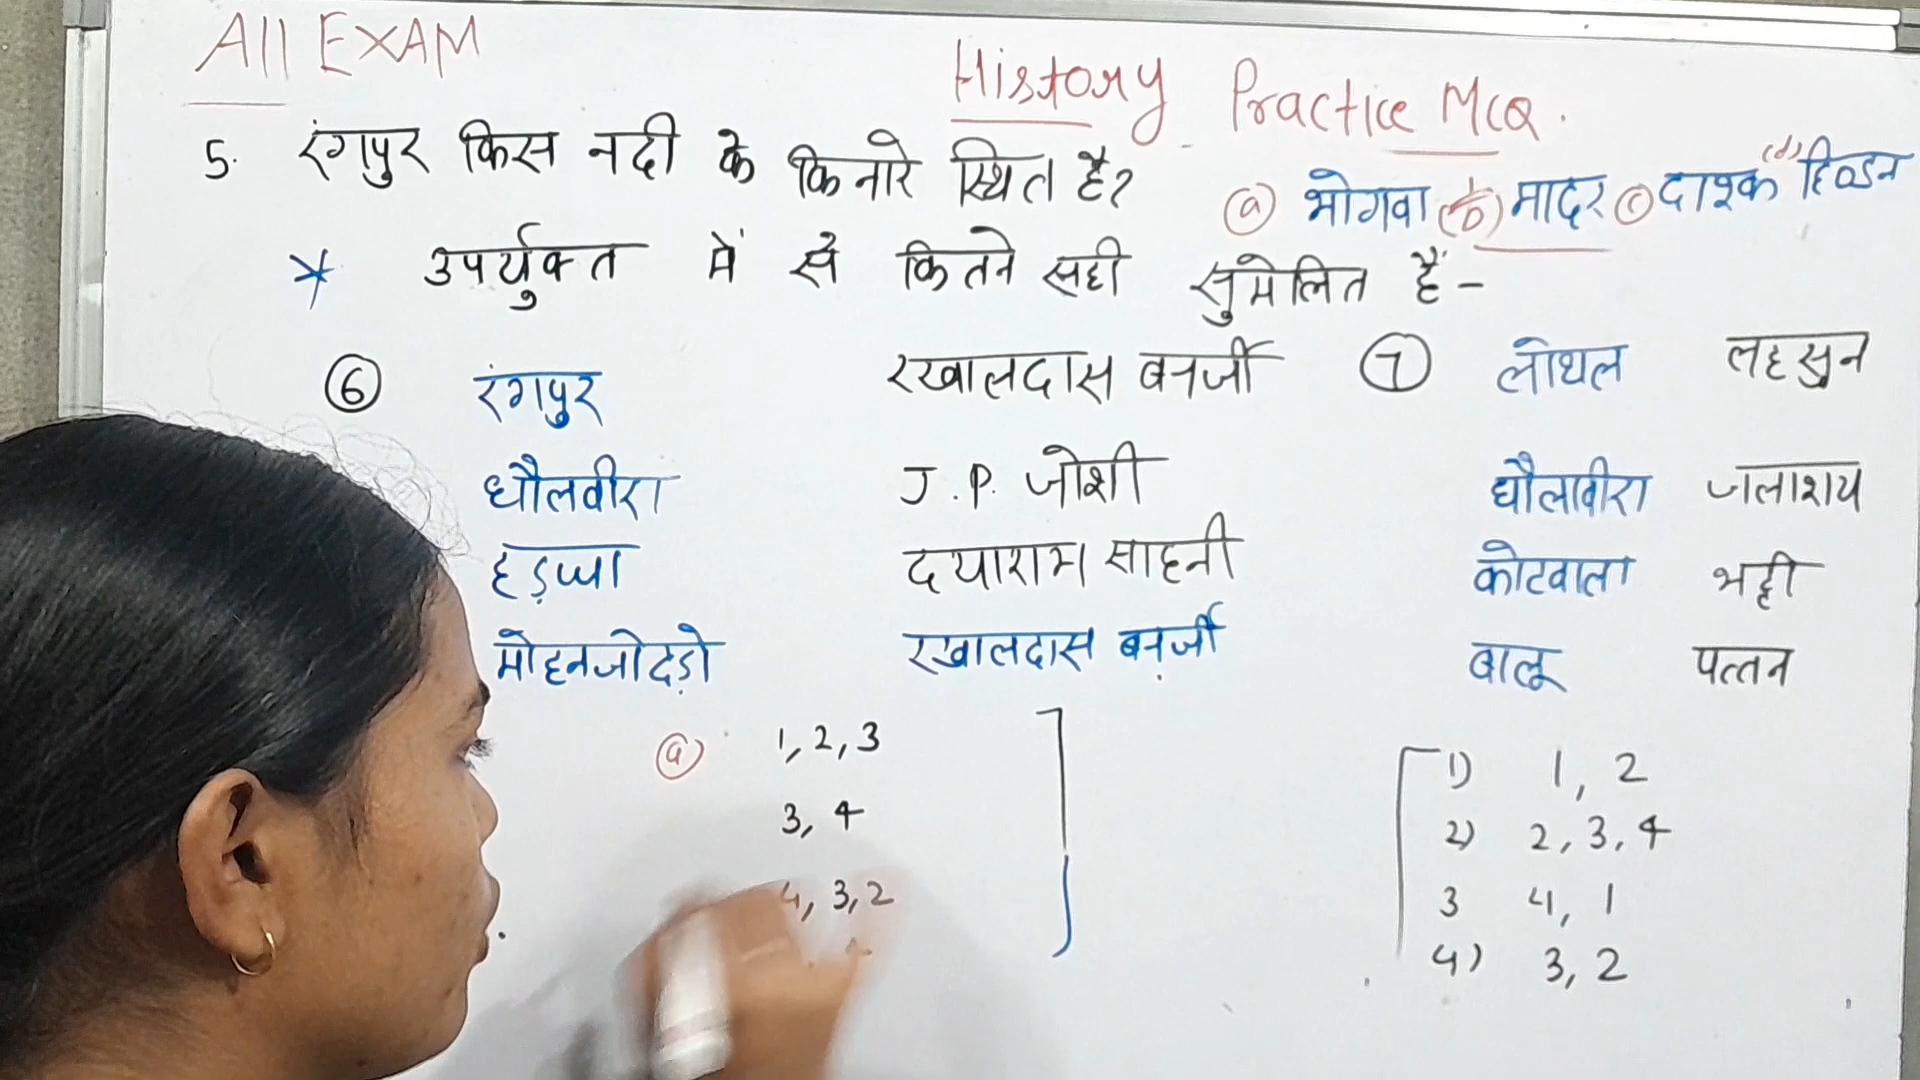 All EXAM
History Practice MCQ.
5. रंगपुर किस नदी के किनारे स्थित है?
(a) भोगवा (b) मादर (c) दाश्क (d) हिण्डन
* उपर्युक्त में से कितने सही सुमेलित हैं -
6 रंगपुर रखालदास बनर्जी
धौलवीरा J.P. जोशी
हड़प्पा दयाराम साहनी
मोहनजोदड़ो रखालदास बनर्जी
(a) 1, 2, 3
3, 4
4, 3, 2
7 लोथल लहसुन
धौलावीरा जलाशय
कोटवाला भट्टी
बालू पत्तन
1) 1, 2
2) 2, 3, 4
3 4, 1
4) 3, 2